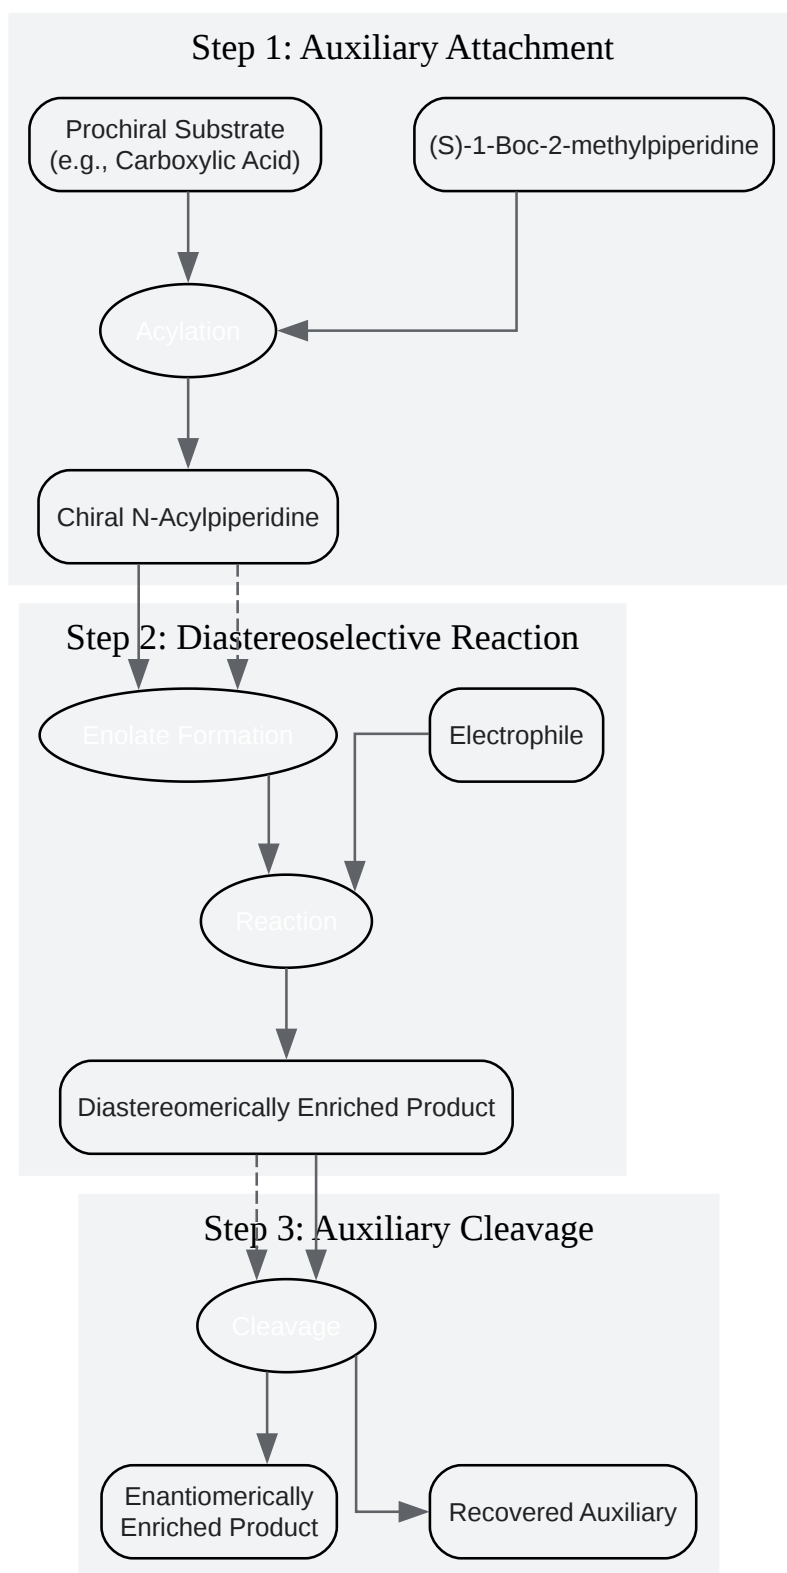 Step 1: Auxiliary Attachment
Prochiral Substrate
(e.g., Carboxylic Acid)
(S)-1-Boc-2-methylpiperidine
Acylation
Chiral N-Acylpiperidine
Step 2: Diastereoselective Reaction
Enolate Formation
Electrophile
Reaction
Diastereomerically Enriched Product
Step 3: Auxiliary Cleavage
Cleavage
Enantiomerically
Enriched Product
Recovered Auxiliary